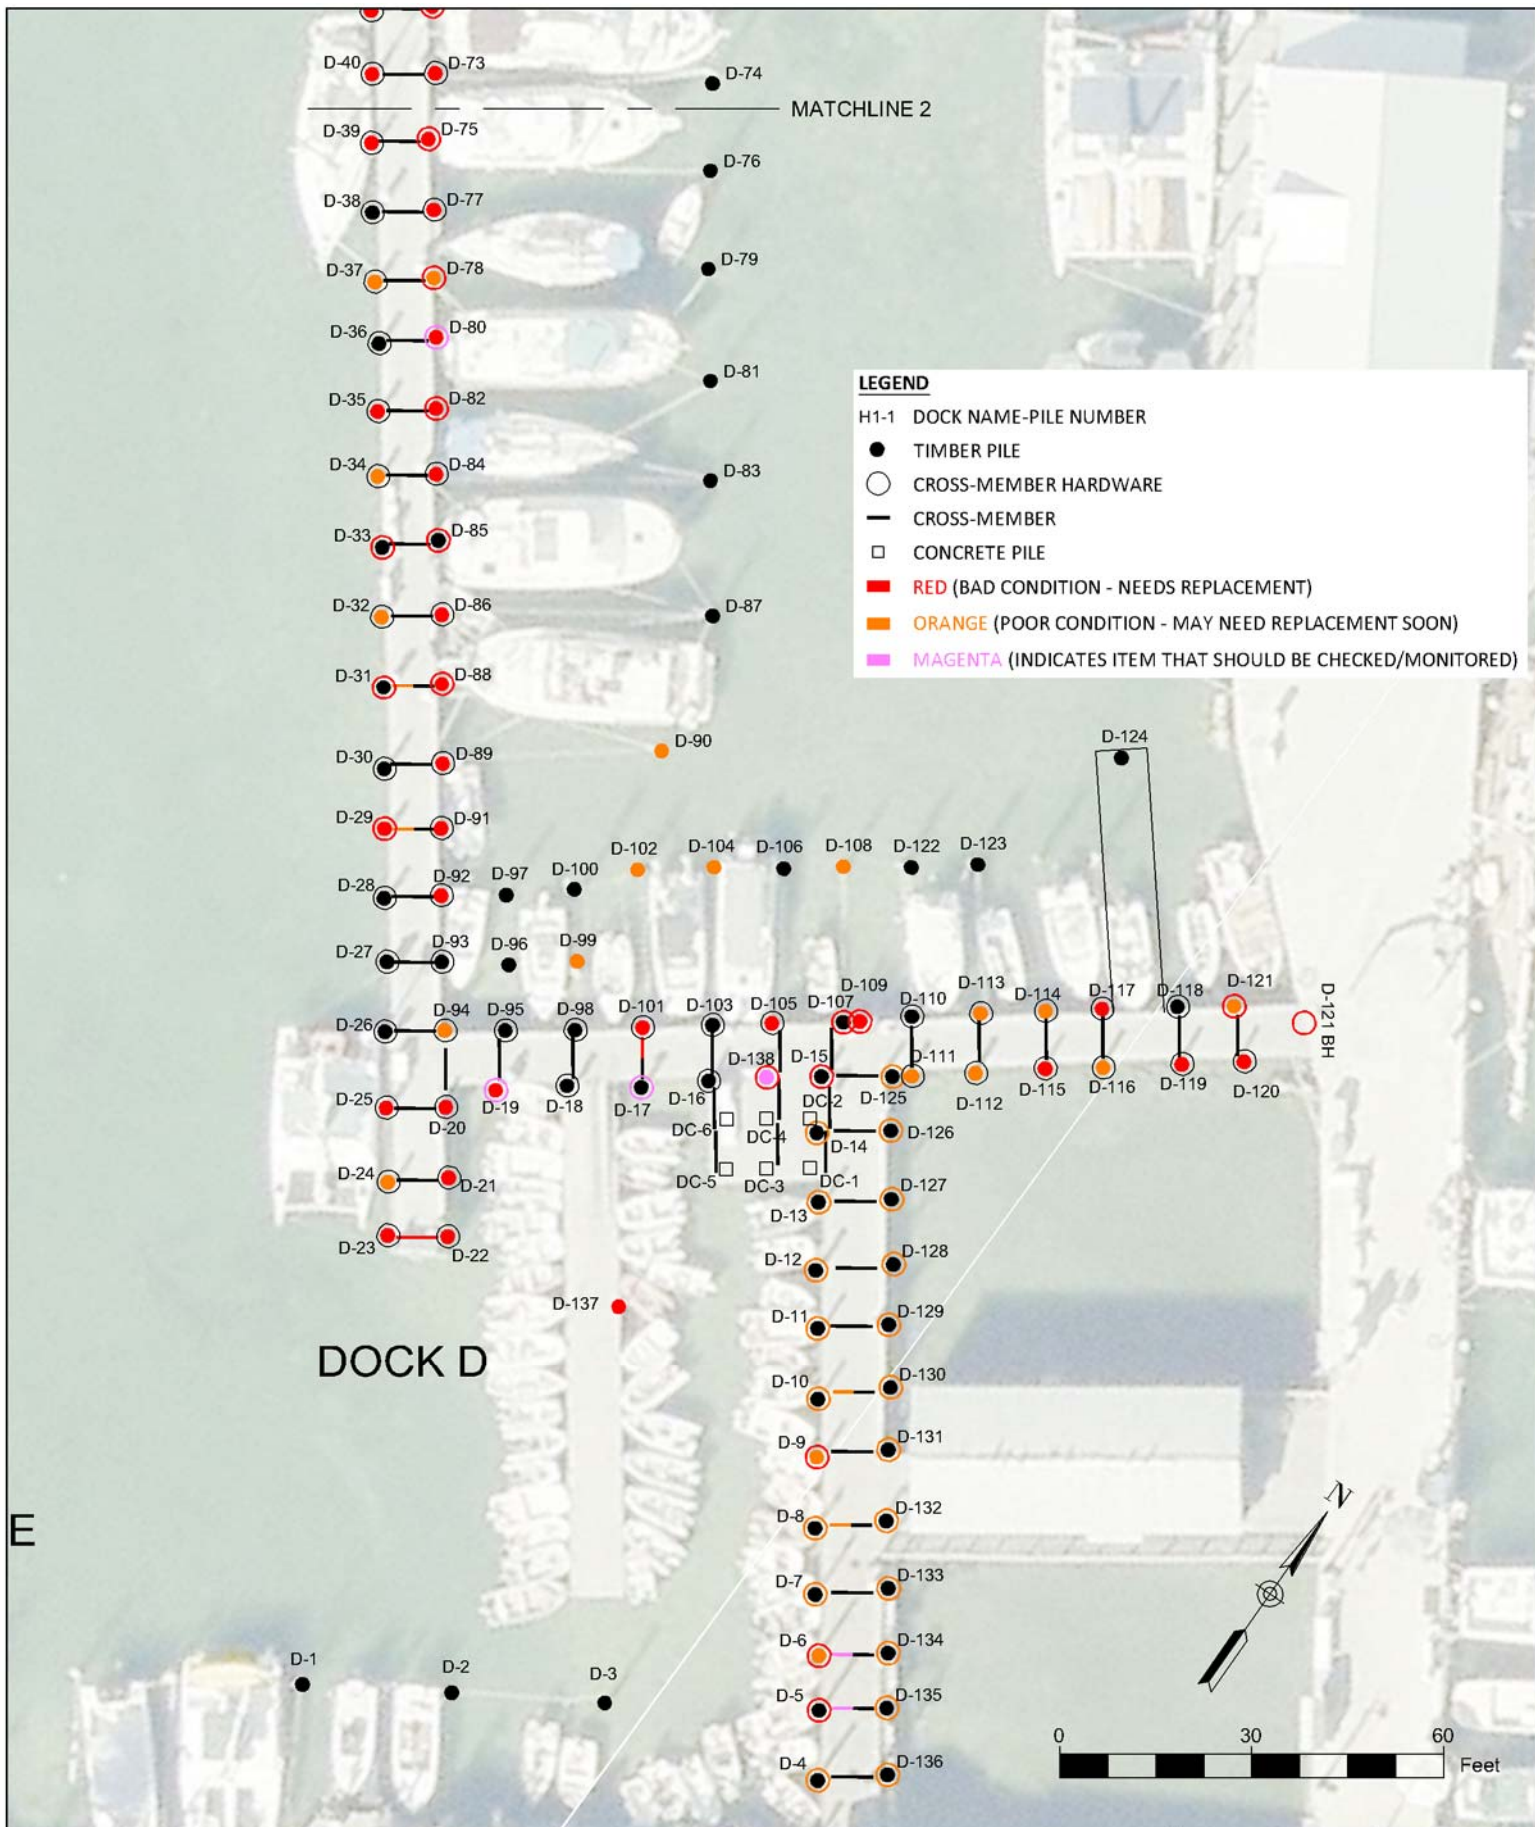 D-40
D-73
D-74
MATCHLINE 2
D-39
D-75
D-76
D-38
D-77
D-79
D-37
D-78
D-36
D-80
D-81
D-35
D-82
D-34
D-84
D-83
D-33
D-85
D-32
D-86
D-87
D-31
D-88
D-90
D-30
D-89
D-29
D-91
LEGEND
H1-1 DOCK NAME-PILE NUMBER
TIMBER PILE
CROSS-MEMBER HARDWARE
CROSS-MEMBER
CONCRETE PILE
RED (BAD CONDITION - NEEDS REPLACEMENT)
ORANGE (POOR CONDITION - MAY NEED REPLACEMENT SOON)
MAGENTA (INDICATES ITEM THAT SHOULD BE CHECKED/MONITORED)
D-124
D-102
D-104
D-106
D-108
D-122
D-123
D-28
D-92
D-97
D-100
D-27
D-93
D-96
D-99
D-26
D-94
D-95
D-98
D-101
D-103
D-105
D-107
D-109
D-110
D-113
D-114
D-117
D-118
D-121
D-121 BH
D-25
D-20
D-19
D-18
D-17
D-16
D-138
D-15
D-125
D-111
D-112
D-115
D-116
D-119
D-120
DC-6
DC-4
DC-2
D-14
D-126
DC-5
DC-3
DC-1
D-24
D-21
D-13
D-127
D-23
D-22
D-12
D-128
D-137
D-11
D-129
DOCK D
D-10
D-130
D-9
D-131
E
D-8
D-132
D-7
D-133
D-6
D-134
D-1
D-2
D-3
D-5
D-135
D-4
D-136
N
0 30 60
Feet